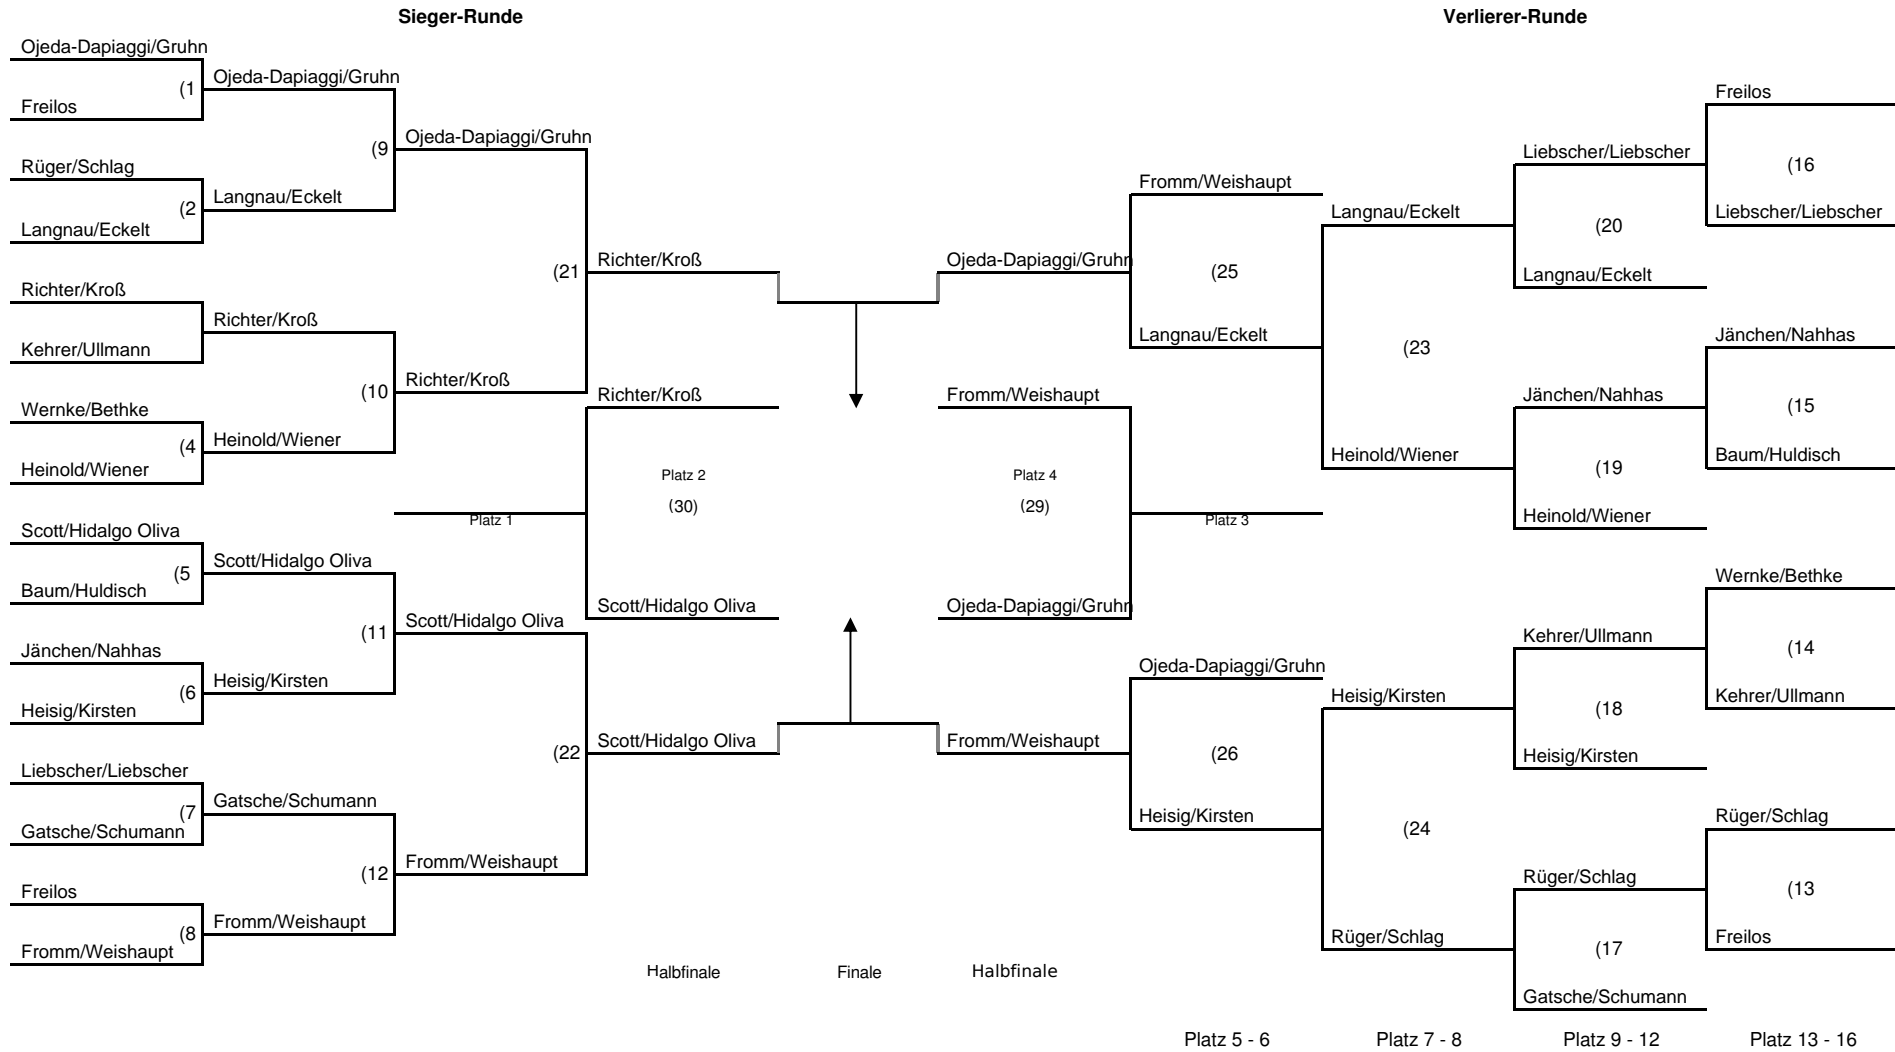 Sieger-Runde
Verlierer-Runde
Ojeda-Dapiaggi/Gruhn
(1
Freilos
Ojeda-Dapiaggi/Gruhn
Rüger/Schlag
(2
Langnau/Eckelt
Langnau/Eckelt
(9
Ojeda-Dapiaggi/Gruhn
Richter/Kroß
Kehrer/Ullmann
Richter/Kroß
Wernke/Bethke
(4
Heinold/Wiener
Heinold/Wiener
(10
Richter/Kroß
(21
Richter/Kroß
Scott/Hidalgo Oliva
(5
Baum/Huldisch
Scott/Hidalgo Oliva
Jänchen/Nahhas
(6
Heisig/Kirsten
Heisig/Kirsten
(11
Scott/Hidalgo Oliva
Liebscher/Liebscher
(7
Gatsche/Schumann
Gatsche/Schumann
Freilos
(8
Fromm/Weishaupt
Fromm/Weishaupt
(12
Fromm/Weishaupt
(22
Scott/Hidalgo Oliva
Richter/Kroß
Platz 2
(30)
Platz 1
Scott/Hidalgo Oliva
Ojeda-Dapiaggi/Gruhn
Fromm/Weishaupt
Platz 4
(29)
Platz 3
Ojeda-Dapiaggi/Gruhn
Fromm/Weishaupt
Fromm/Weishaupt
(25
Langnau/Eckelt
Ojeda-Dapiaggi/Gruhn
(26
Heisig/Kirsten
Langnau/Eckelt
(23
Heinold/Wiener
Heisig/Kirsten
(24
Rüger/Schlag
Liebscher/Liebscher
(20
Langnau/Eckelt
Jänchen/Nahhas
(19
Heinold/Wiener
Kehrer/Ullmann
(18
Heisig/Kirsten
Rüger/Schlag
(17
Gatsche/Schumann
Freilos
(16
Liebscher/Liebscher
Jänchen/Nahhas
(15
Baum/Huldisch
Wernke/Bethke
(14
Kehrer/Ullmann
Rüger/Schlag
(13
Freilos
Halbfinale
Finale
Halbfinale
Platz 5 - 6
Platz 7 - 8
Platz 9 - 12
Platz 13 - 16